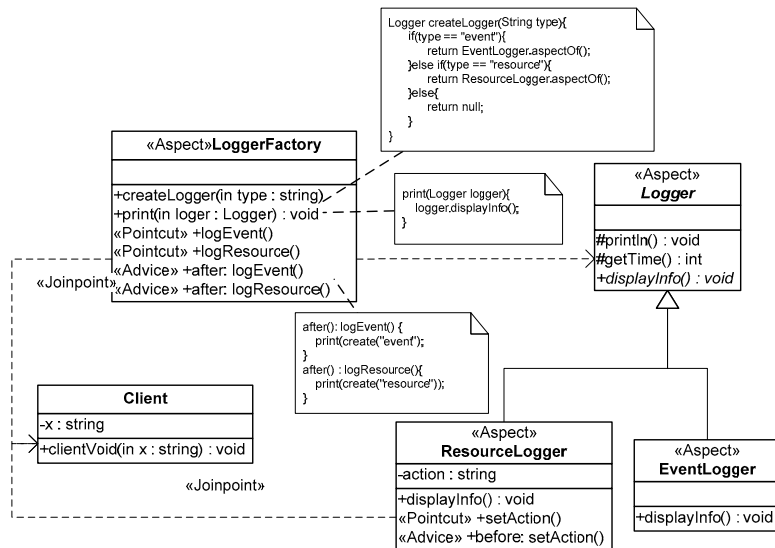 Logger createLogger(String type){
if(type == "event"){
return EventLogger.aspectOf();
}else if(type == "resource"){
return ResourceLogger.aspectOf();
}else{
return null;
}
}
«Aspect»LoggerFactory
+createLogger(in type : string)
+print(in loger : Logger) : void
«Pointcut» +logEvent()
«Pointcut» +logResource()
«Advice» +after: logEvent()
«Advice» +after: logResource()
print(Logger logger){
logger.displayInfo();
}
«Aspect»
Logger
#println() : void
#getTime() : int
+displayInfo() : void
«Joinpoint»
after(): logEvent() {
print(create("event");
}
after() : logResource(){
print(create("resource"));
}
Client
-x : string
+clientVoid(in x : string) : void
«Joinpoint»
«Aspect»
ResourceLogger
-action : string
+displayInfo() : void
«Pointcut» +setAction()
«Advice» +before: setAction()
«Aspect»
EventLogger
+displayInfo() : void